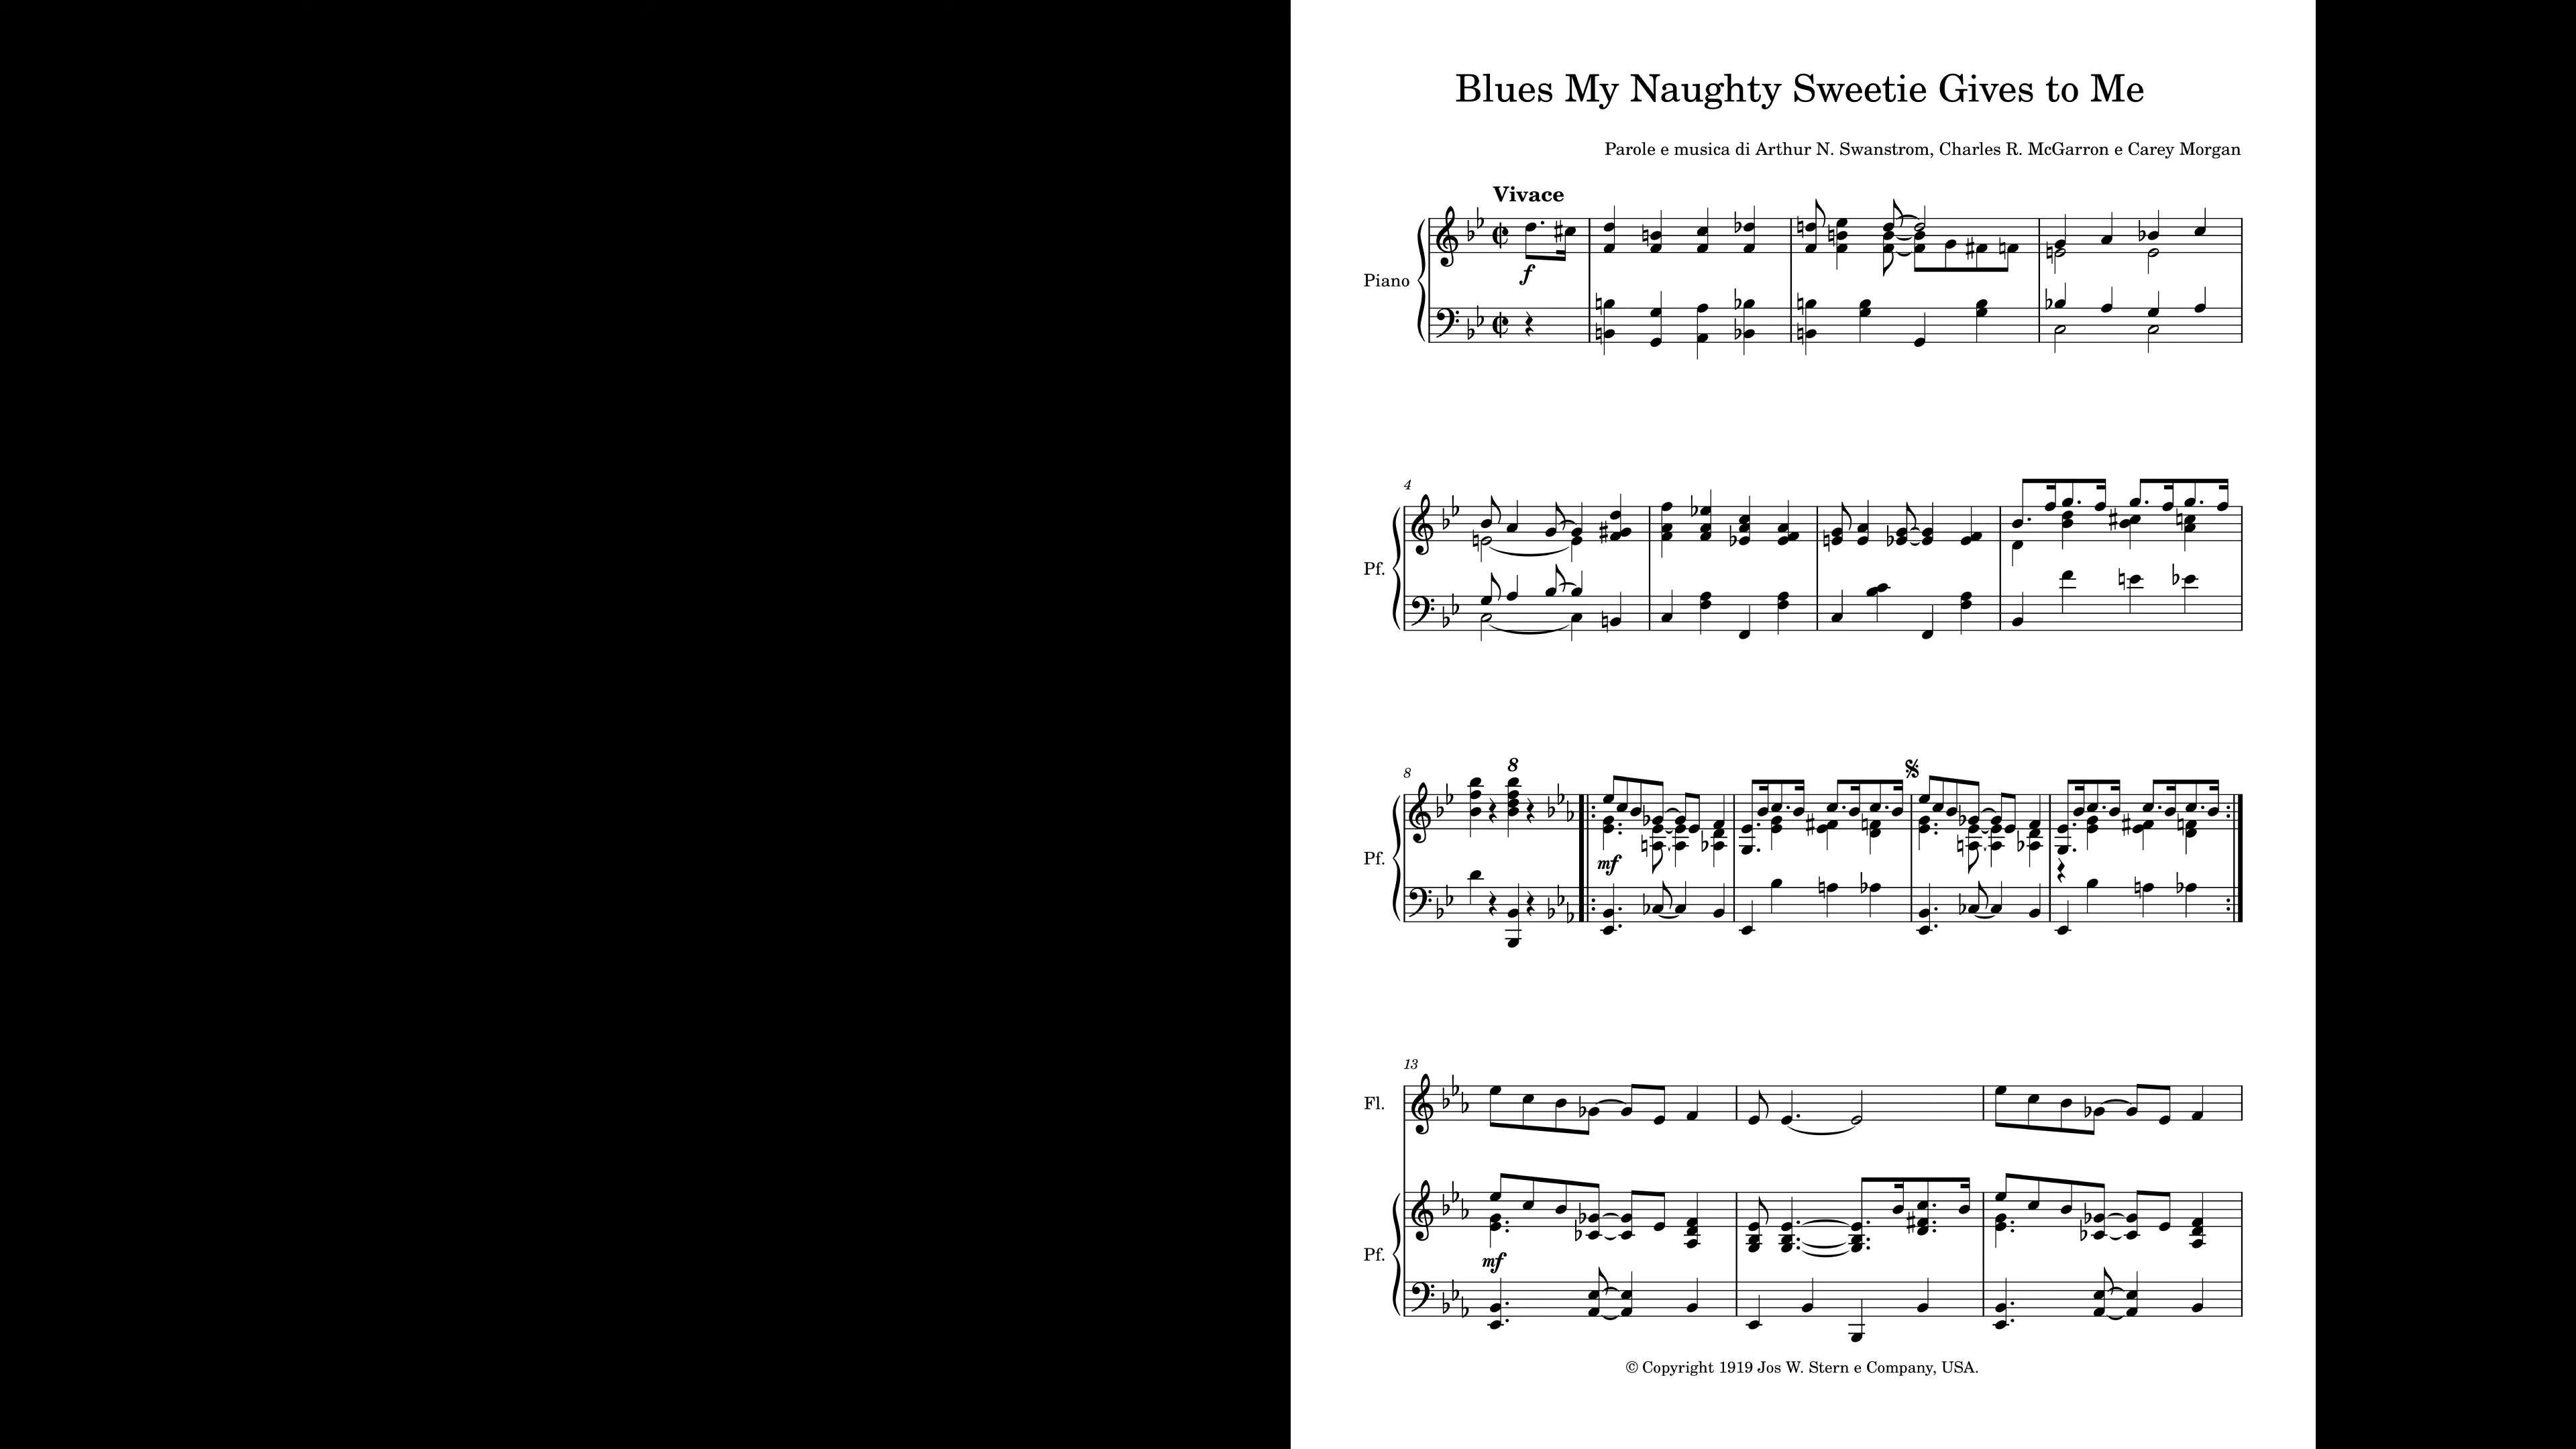 Blues My Naughty Sweetie Gives to Me
Parole e musica di Arthur N. Swanstrom, Charles R. McGarron e Carey Morgan
Vivace
f
Piano
4
Pf.
8
8
Pf.
mf
13
Fl.
Pf.
mf
© Copyright 1919 Jos W. Stern e Company, USA.